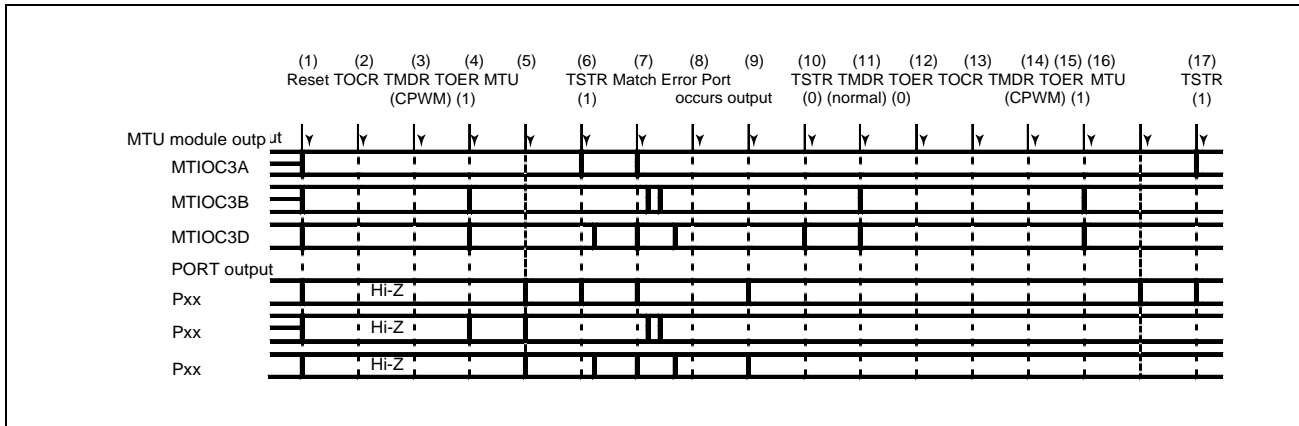 (1) (2) (3) (4) (5) (6) (7) (8) (9) (10) (11) (12) (13) (14) (15) (16) (17)
Reset TOCR TMDR TOER MTU TSTR Match Error Port TSTR TMDR TOER TOCR TMDR TOER MTU TSTR
(CPWM) (1) (1) occurs output (0) (normal) (0) (CPWM) (1) (1)
MTU module output
MTIOC3A
MTIOC3B
MTIOC3D
PORT output
Pxx Hi-Z
Pxx Hi-Z
Pxx Hi-Z